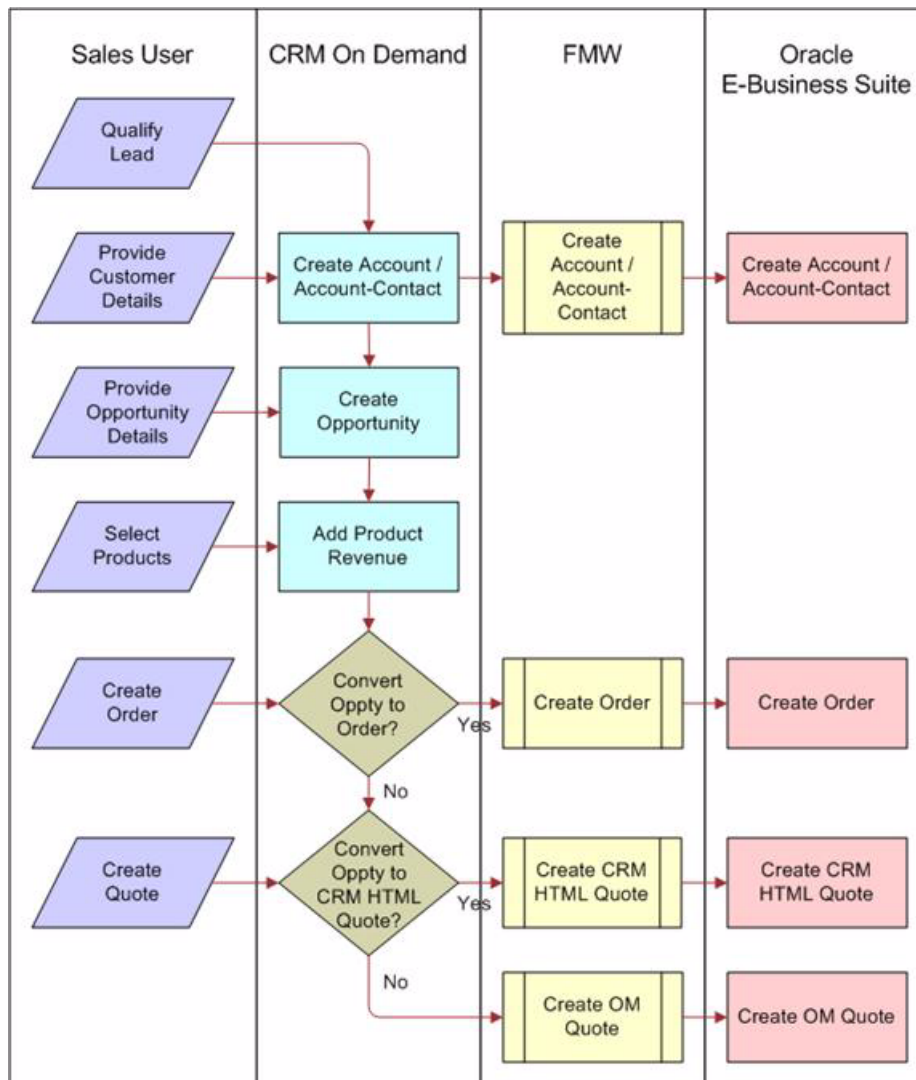 Sales User
CRM On Demand
FMW
Oracle
E-Business Suite
Qualify
Lead
Provide
Customer
Details
Create Account /
Account-Contact
Create
Account /
Account-
Contact
Create Account /
Account-Contact
Provide
Opportunity
Details
Create
Opportunity
Select
Products
Add Product
Revenue
Create
Order
Convert
Oppty to
Order?
Yes
Create Order
Create Order
No
Create
Quote
Convert
Oppty to
CRM HTML
Quote?
Yes
Create CRM
HTML Quote
Create CRM
HTML Quote
No
Create OM
Quote
Create OM Quote